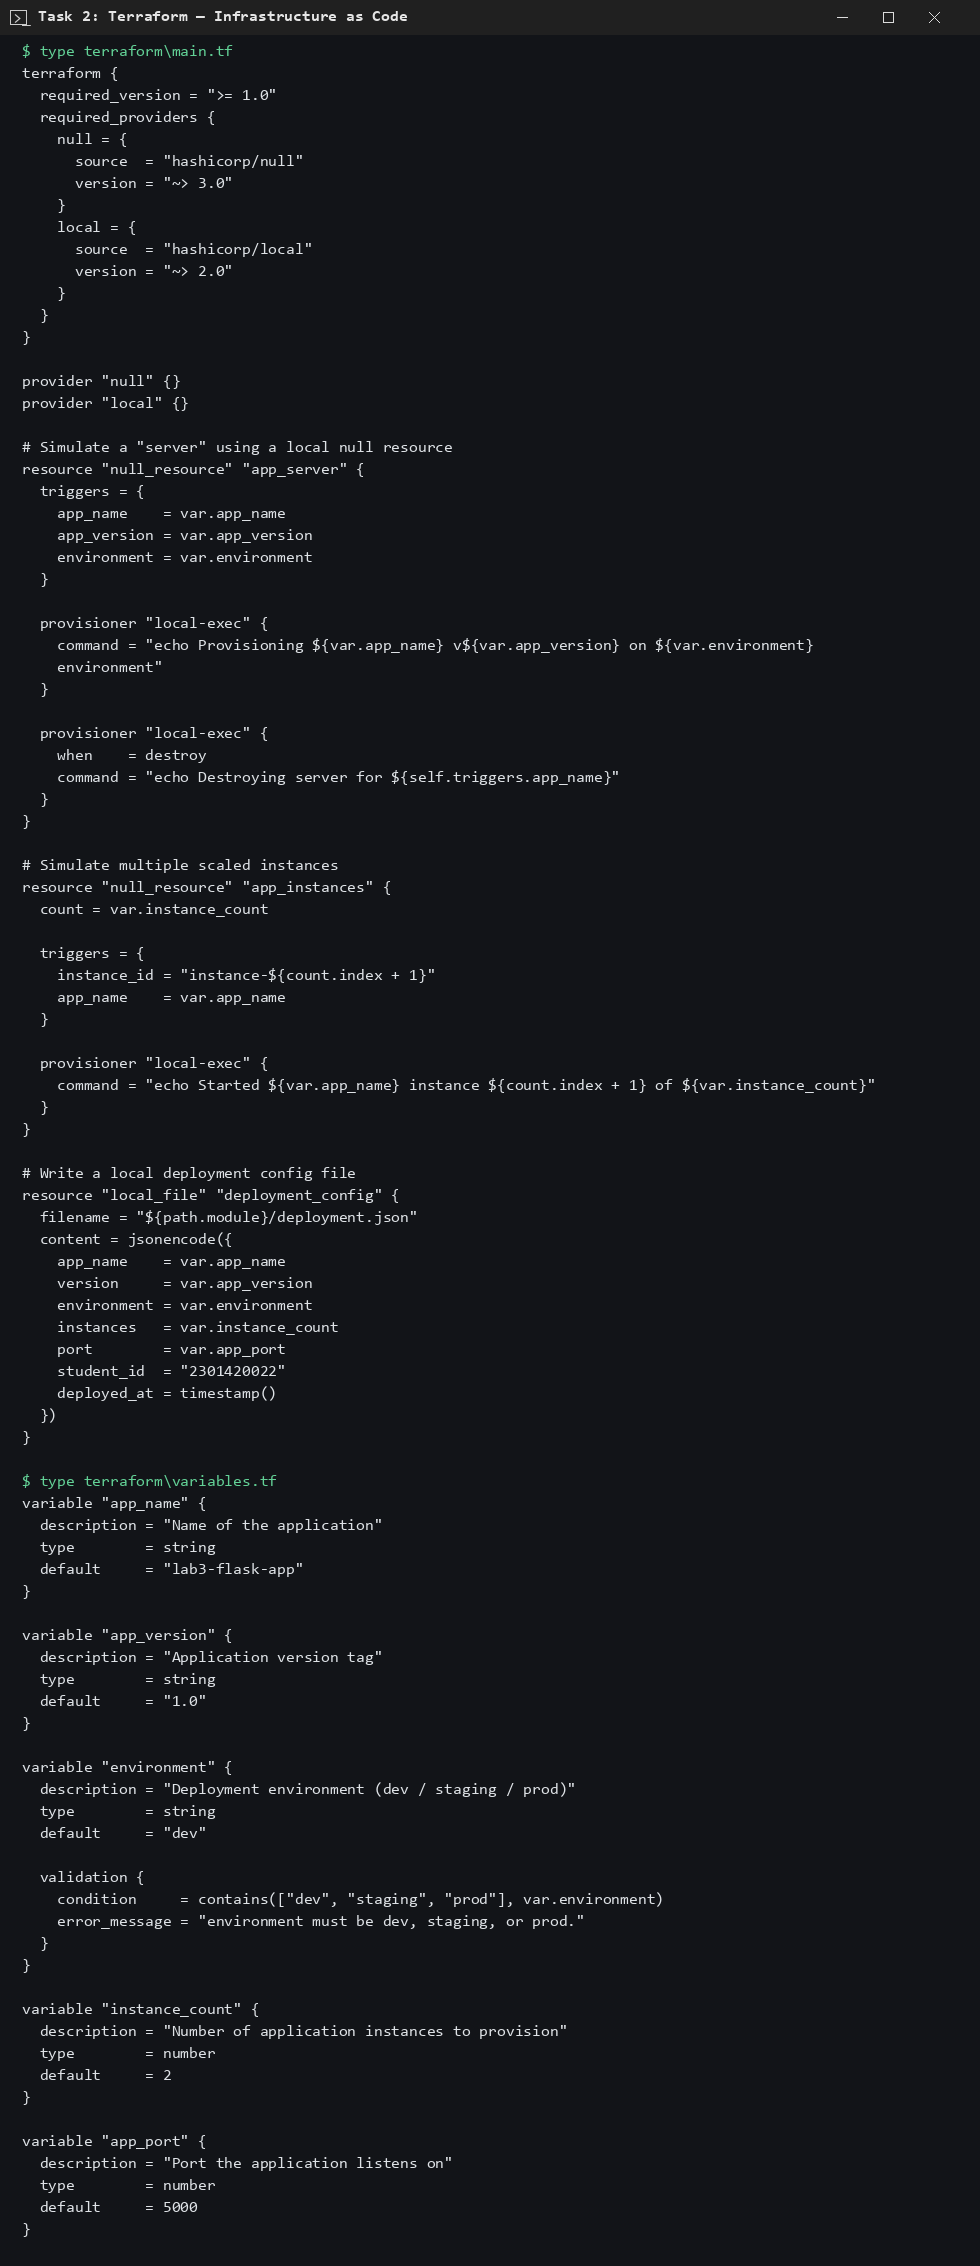 Task 2: Terraform — Infrastructure as Code
$ type terraform\main.tf
terraform {
  required_version = ">= 1.0"
  required_providers {
    null = {
      source  = "hashicorp/null"
      version = "~> 3.0"
    }
    local = {
      source  = "hashicorp/local"
      version = "~> 2.0"
    }
  }
}

provider "null" {}
provider "local" {}

# Simulate a "server" using a local null resource
resource "null_resource" "app_server" {
  triggers = {
    app_name    = var.app_name
    app_version = var.app_version
    environment = var.environment
  }

  provisioner "local-exec" {
    command = "echo Provisioning ${var.app_name} v${var.app_version} on ${var.environment}
    environment"
  }

  provisioner "local-exec" {
    when    = destroy
    command = "echo Destroying server for ${self.triggers.app_name}"
  }
}

# Simulate multiple scaled instances
resource "null_resource" "app_instances" {
  count = var.instance_count

  triggers = {
    instance_id = "instance-${count.index + 1}"
    app_name    = var.app_name
  }

  provisioner "local-exec" {
    command = "echo Started ${var.app_name} instance ${count.index + 1} of ${var.instance_count}"
  }
}

# Write a local deployment config file
resource "local_file" "deployment_config" {
  filename = "${path.module}/deployment.json"
  content = jsonencode({
    app_name    = var.app_name
    version     = var.app_version
    environment = var.environment
    instances   = var.instance_count
    port        = var.app_port
    student_id  = "2301420022"
    deployed_at = timestamp()
  })
}

$ type terraform\variables.tf
variable "app_name" {
  description = "Name of the application"
  type        = string
  default     = "lab3-flask-app"
}

variable "app_version" {
  description = "Application version tag"
  type        = string
  default     = "1.0"
}

variable "environment" {
  description = "Deployment environment (dev / staging / prod)"
  type        = string
  default     = "dev"

  validation {
    condition     = contains(["dev", "staging", "prod"], var.environment)
    error_message = "environment must be dev, staging, or prod."
  }
}

variable "instance_count" {
  description = "Number of application instances to provision"
  type        = number
  default     = 2
}

variable "app_port" {
  description = "Port the application listens on"
  type        = number
  default     = 5000
}